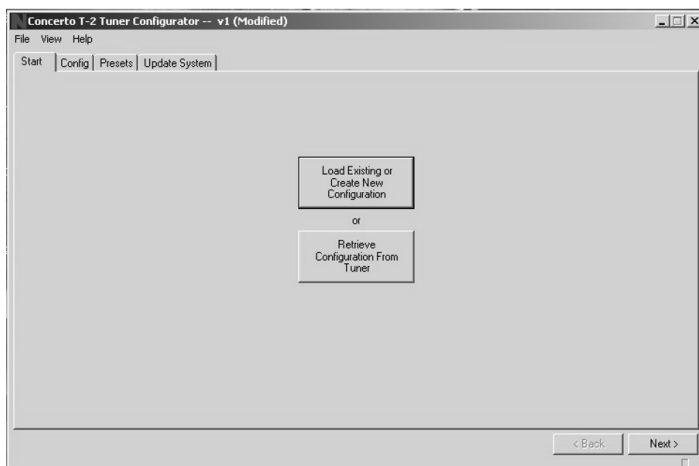 Concerto T-2 Tuner Configurator -- v1 (Modified)
File View Help
Start Config Presets Update System
Load Existing or
Create New
Configuration
or
Retrieve
Configuration From
Tuner
< Back Next >